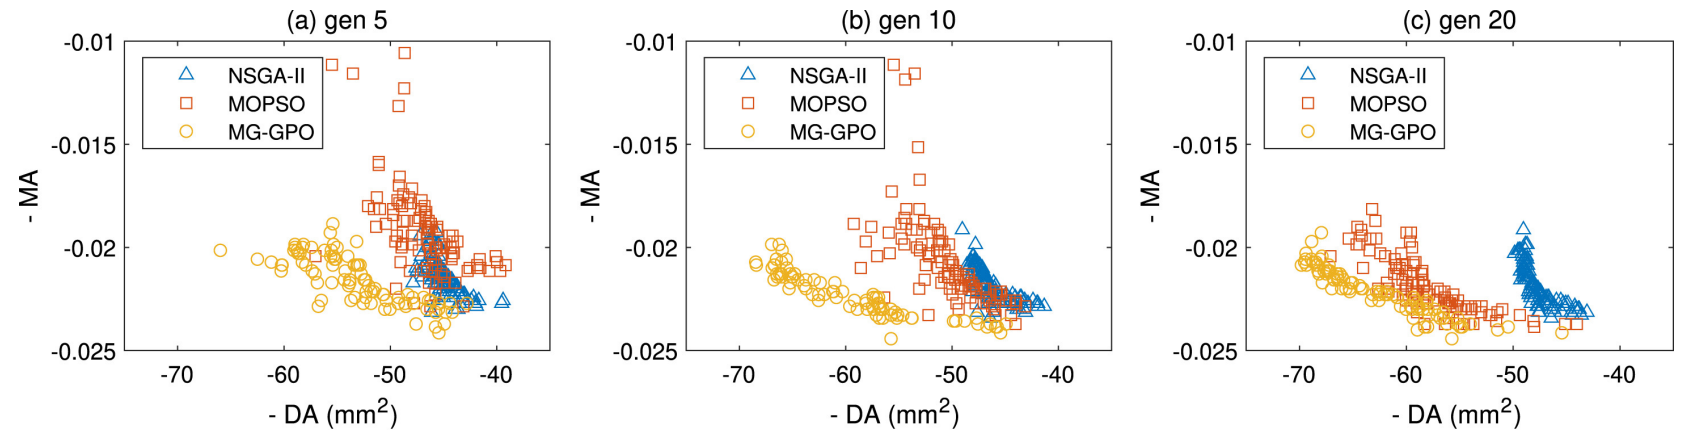 (a) gen 5
-0.01
-0.015
-0.02
-0.025
- MA
NSGA-II
MOPSO
MG-GPO
-70
-60
-50
-40
- DA (mm²)
(b) gen 10
-0.01
-0.015
-0.02
-0.025
- MA
NSGA-II
MOPSO
MG-GPO
-70
-60
-50
-40
- DA (mm²)
(c) gen 20
-0.01
-0.015
-0.02
-0.025
- MA
NSGA-II
MOPSO
MG-GPO
-70
-60
-50
-40
- DA (mm²)